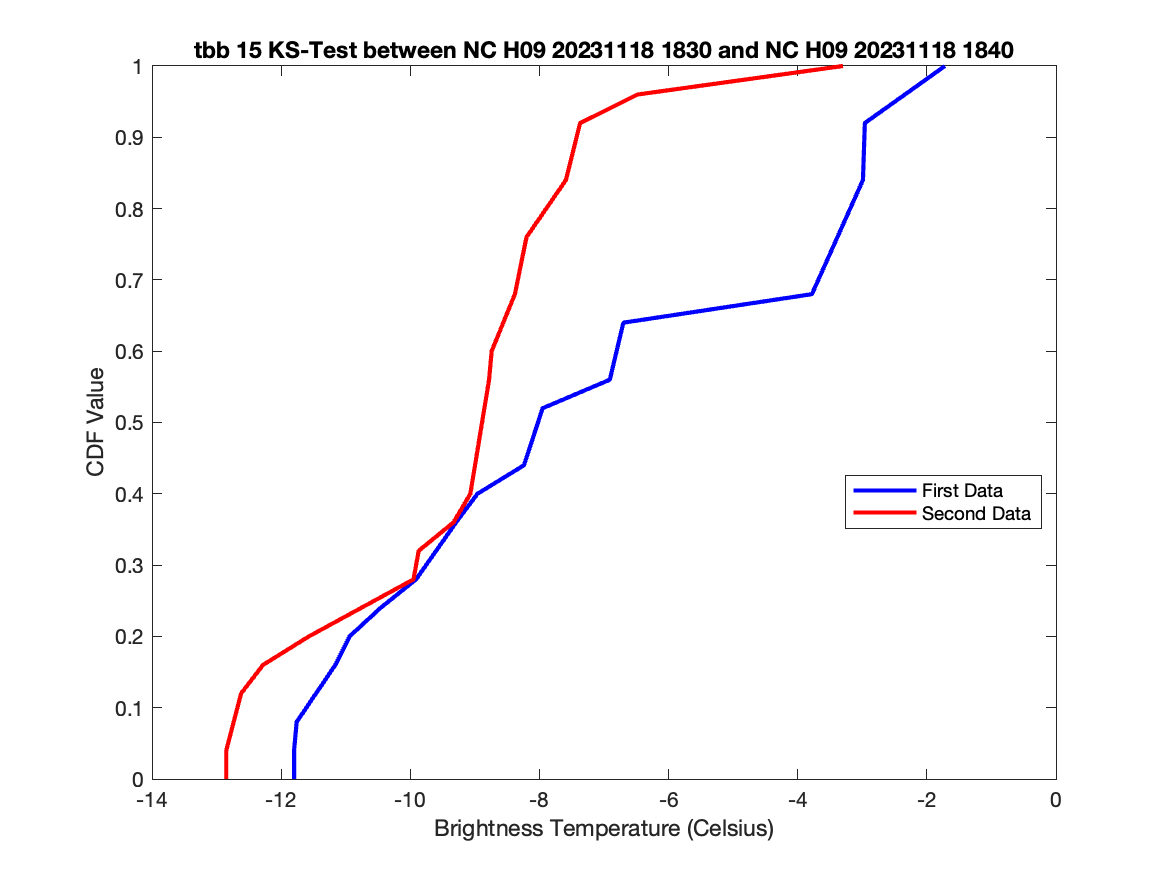 tbb 15 KS-Test between NC H09 20231118 1830 and NC H09 20231118 1840
1
0.9
0.8
0.7
0.6
0.5
0.4
0.3
0.2
0.1
0
CDF Value
First Data
Second Data
-14 -12 -10 -8 -6 -4 -2 0
Brightness Temperature (Celsius)